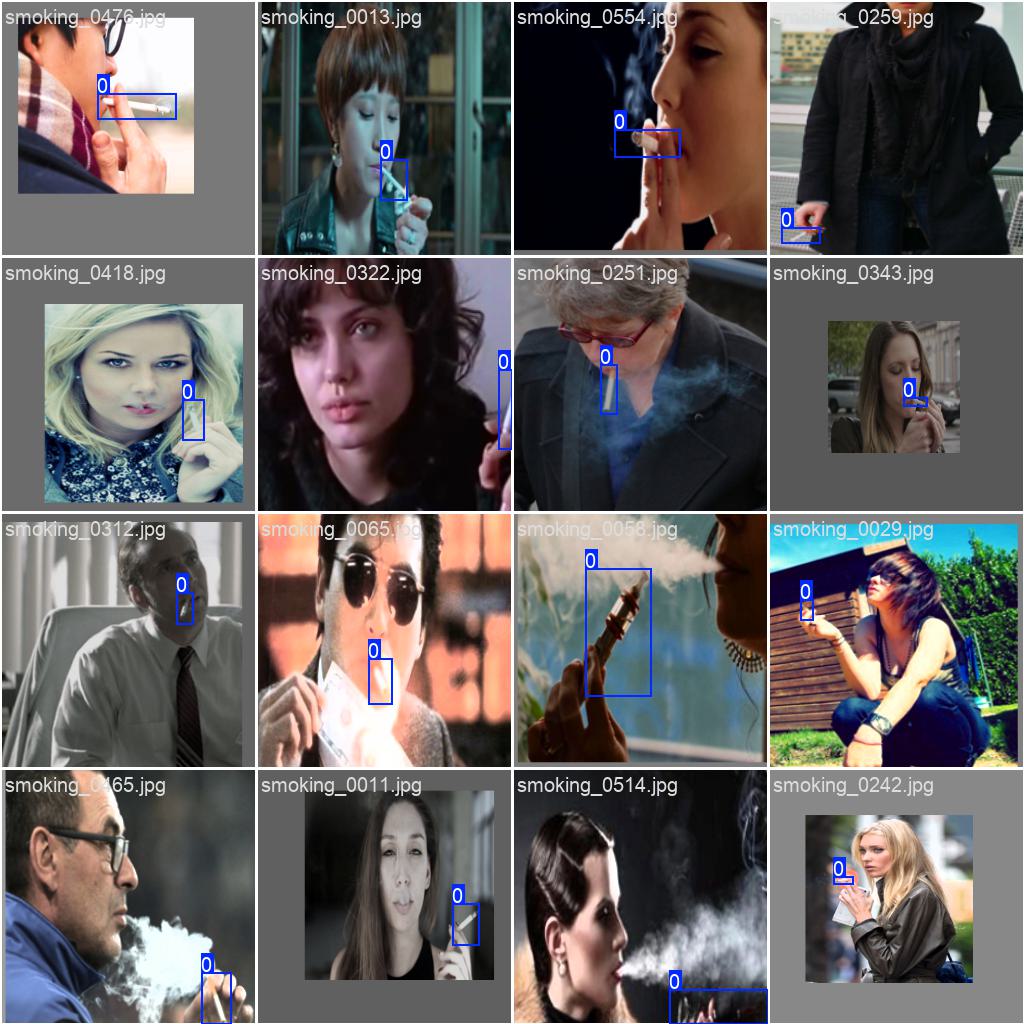 smoking_0476.jpg
smoking_0013.jpg
smoking_0554.jpg
smoking_0259.jpg
0
0
0
0
smoking_0418.jpg
smoking_0322.jpg
smoking_0251.jpg
smoking_0343.jpg
0
0
0
0
smoking_0312.jpg
smoking_0065.jpg
smoking_0058.jpg
smoking_0029.jpg
0
0
0
0
smoking_0465.jpg
smoking_0011.jpg
smoking_0514.jpg
smoking_0242.jpg
0
0
0
0